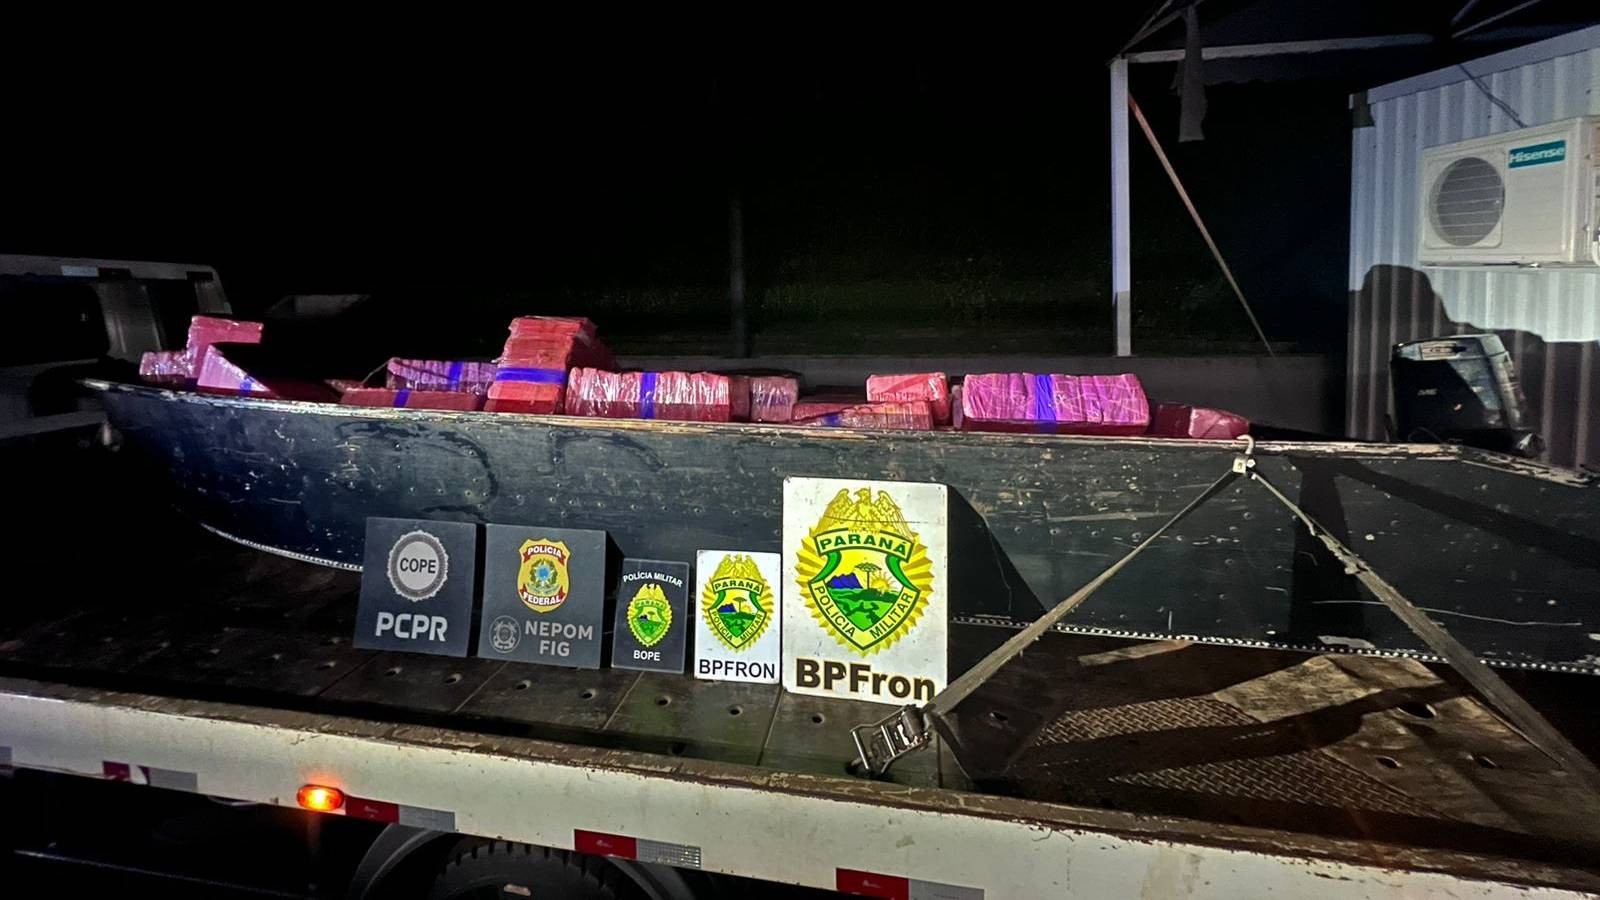 Hisense
COPE
PCPR
POLÍCIA
FEDERAL
NEPOM
FIG
POLÍCIA MILITAR
BOPE
PARANÁ
POLÍCIA MILITAR
BPFRON
PARANÁ
POLÍCIA MILITAR
BPFron